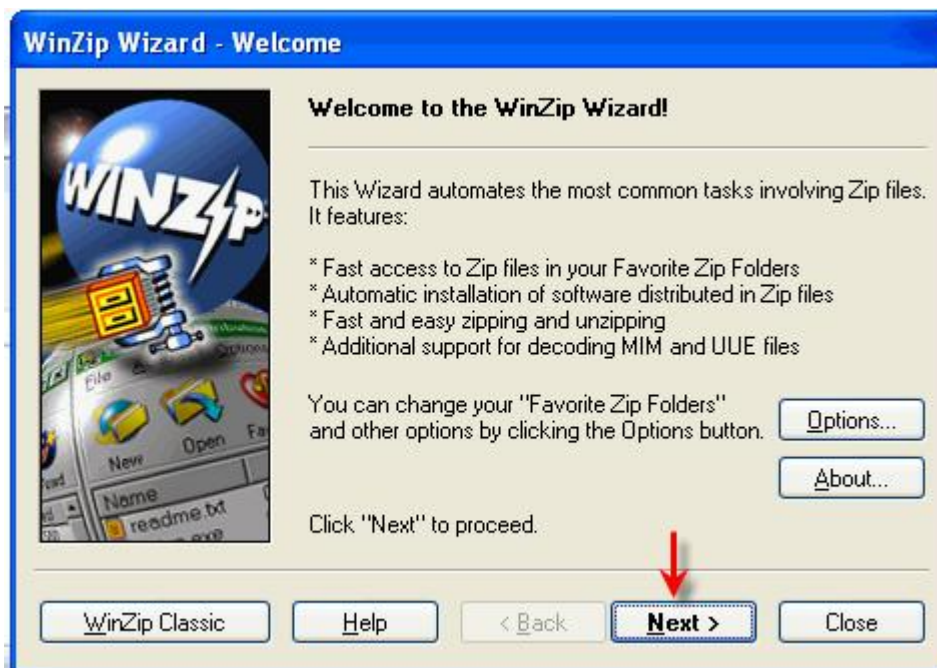 WinZip Wizard - Welcome
WINZIP
File
Options
New
Open
Name
readme.txt
.exe
Welcome to the WinZip Wizard!
This Wizard automates the most common tasks involving Zip files.
It features:
* Fast access to Zip files in your Favorite Zip Folders
* Automatic installation of software distributed in Zip files
* Fast and easy zipping and unzipping
* Additional support for decoding MIM and UUE files
You can change your "Favorite Zip Folders"
and other options by clicking the Options button.
Options...
About...
Click "Next" to proceed.
WinZip Classic
Help
< Back
Next >
Close